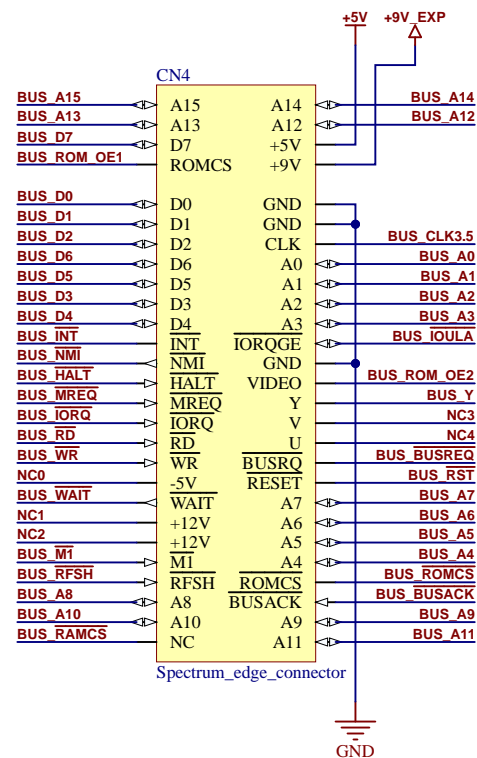 +5V +9V_EXP
CN4
BUS_A15 A15 A14 BUS_A14
BUS_A13 A13 A12 BUS_A12
BUS_D7 D7 +5V
BUS_ROM_OE1 ROMCS +9V
BUS_D0 D0 GND
BUS_D1 D1 GND
BUS_D2 D2 CLK BUS_CLK3.5
BUS_D6 D6 A0 BUS_A0
BUS_D5 D5 A1 BUS_A1
BUS_D3 D3 A2 BUS_A2
BUS_D4 D4 A3 BUS_A3
BUS_INT INT IORQGE BUS_IOULA
BUS_NMI NMI GND
BUS_HALT HALT VIDEO BUS_ROM_OE2
BUS_MREQ MREQ Y BUS_Y
BUS_IORQ IORQ V NC3
BUS_RD RD U NC4
BUS_WR WR BUSRQ BUS_BUSREQ
NC0 -5V RESET BUS_RST
BUS_WAIT WAIT A7 BUS_A7
NC1 +12V A6 BUS_A6
NC2 +12V A5 BUS_A5
BUS_M1 M1 A4 BUS_A4
BUS_RFSH RFSH ROMCS BUS_ROMCS
BUS_A8 A8 BUSACK BUS_BUSACK
BUS_A10 A10 A9 BUS_A9
BUS_RAMCS NC A11 BUS_A11
Spectrum_edge_connector
GND